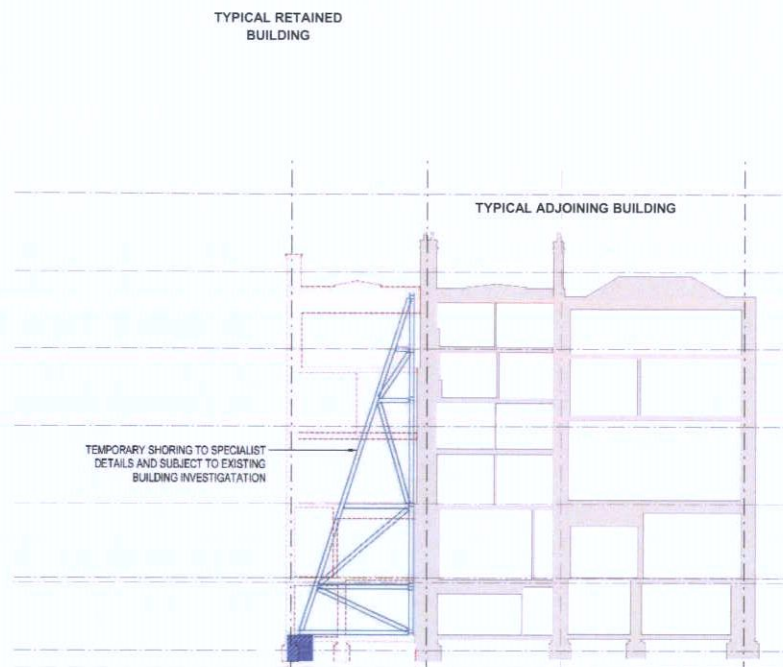 TYPICAL RETAINED
BUILDING
TYPICAL ADJOINING BUILDING
TEMPORARY SHORING TO SPECIALIST
DETAILS AND SUBJECT TO EXISTING
BUILDING INVESTIGATATION